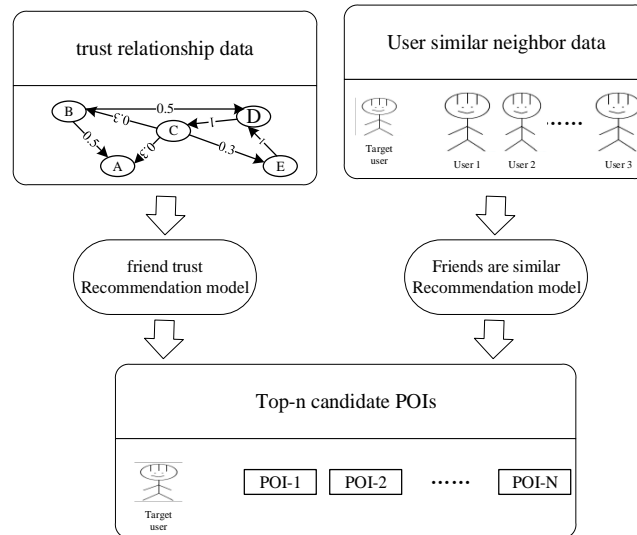 trust relationship data
B
0.5
D
0.3
C
1
0.5
0.3
A
0.3
1
E
User similar neighbor data
Target
user
User 1
User 2
......
User 3
friend trust
Recommendation model
Friends are similar
Recommendation model
Top-n candidate POIs
Target
user
POI-1
POI-2
......
POI-N